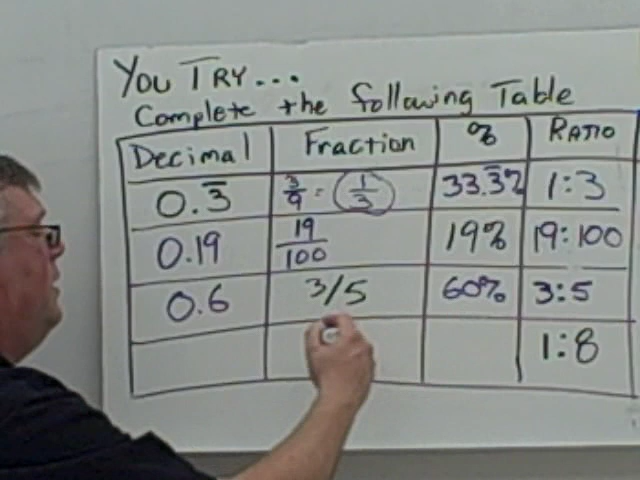 YOU TRY...
Complete the following Table
Decimal Fraction % RATIO
0.3̅ 3/9 = 1/3 33.3̅% 1:3
0.19 19/100 19% 19:100
0.6 3/5 60% 3:5
1:8